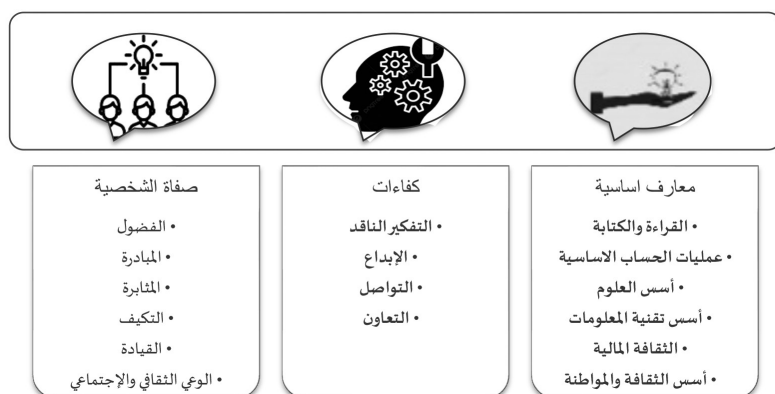 معارف اساسية
• القراءة والكتابة
• عمليات الحساب الاساسية
• أسس العلوم
• أسس تقنية المعلومات
• الثقافة المالية
• أسس الثقافة والمواطنة
كفاءات
• التفكير الناقد
• الإبداع
• التواصل
• التعاون
صفاة الشخصية
• الفضول
• المبادرة
• المثابرة
• التكيف
• القيادة
• الوعي الثقافي والإجتماعي